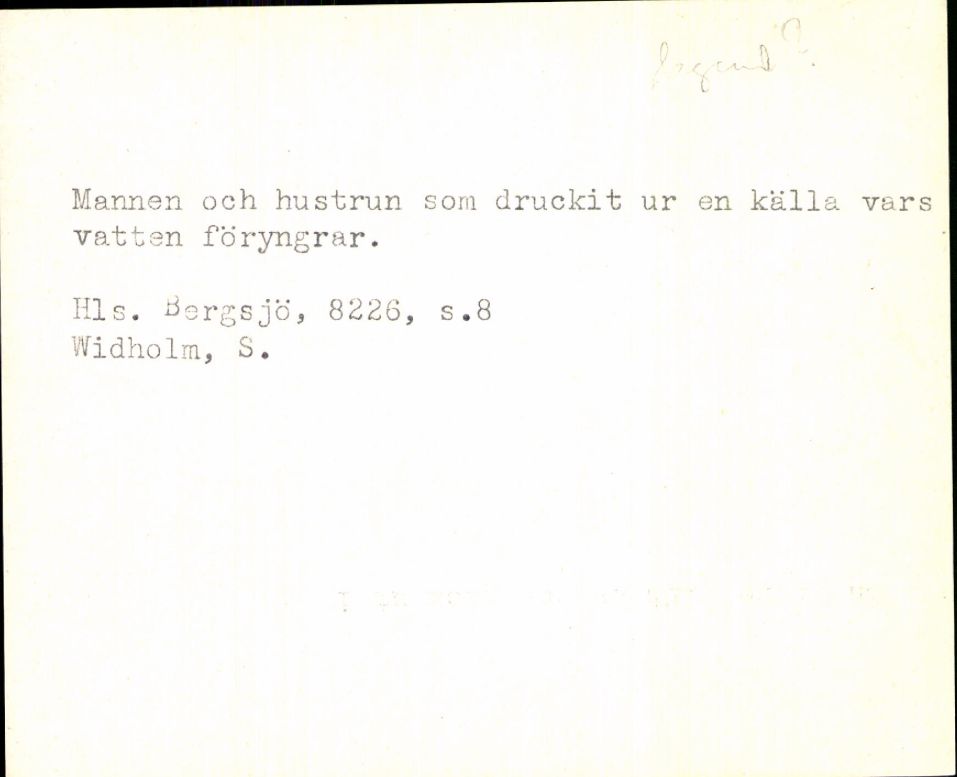 Mannen och hustrun som druckit ur en källa vars
vatten föryngrar.
Hls. Bergsjö, 8226, s.8
Widholm, S.